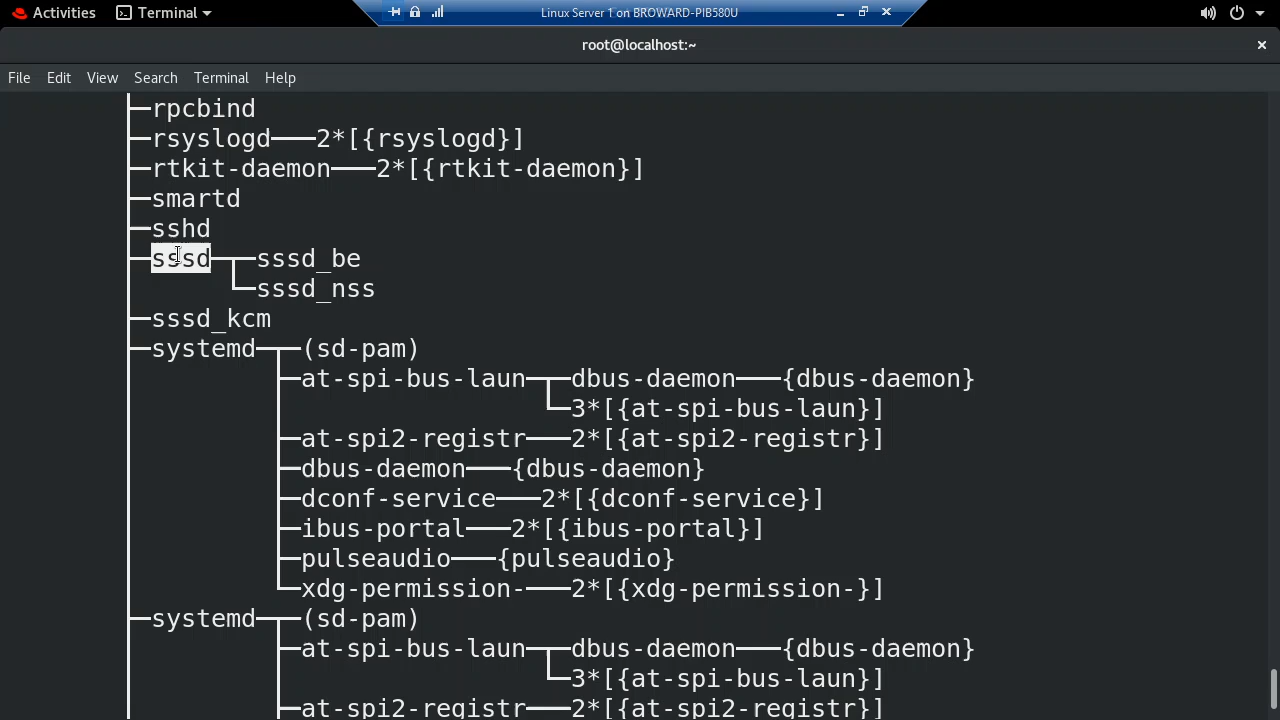 Activities Terminal Linux Server 1 on BROWARD-PIB580U
root@localhost:~
File Edit View Search Terminal Help
├─rpcbind
├─rsyslogd───2*[{rsyslogd}]
├─rtkit-daemon───2*[{rtkit-daemon}]
├─smartd
├─sshd
├─sssd─┬─sssd_be
│      └─sssd_nss
├─sssd_kcm
├─systemd─┬─(sd-pam)
│         ├─at-spi-bus-laun─┬─dbus-daemon───{dbus-daemon}
│         │                 └─3*[{at-spi-bus-laun}]
│         ├─at-spi2-registr───2*[{at-spi2-registr}]
│         ├─dbus-daemon───{dbus-daemon}
│         ├─dconf-service───2*[{dconf-service}]
│         ├─ibus-portal───2*[{ibus-portal}]
│         ├─pulseaudio───{pulseaudio}
│         └─xdg-permission-───2*[{xdg-permission-}]
├─systemd─┬─(sd-pam)
│         ├─at-spi-bus-laun─┬─dbus-daemon───{dbus-daemon}
│         │                 └─3*[{at-spi-bus-laun}]
│         ├─at-spi2-registr───2*[{at-spi2-registr}]